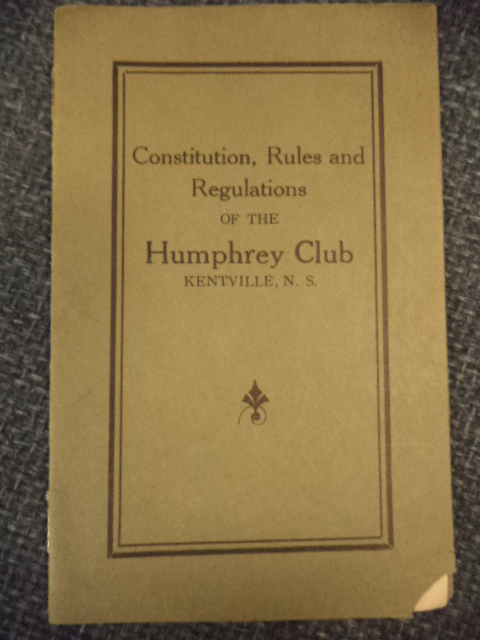 Constitution, Rules and
Regulations
OF THE
Humphrey Club
KENTVILLE, N. S.